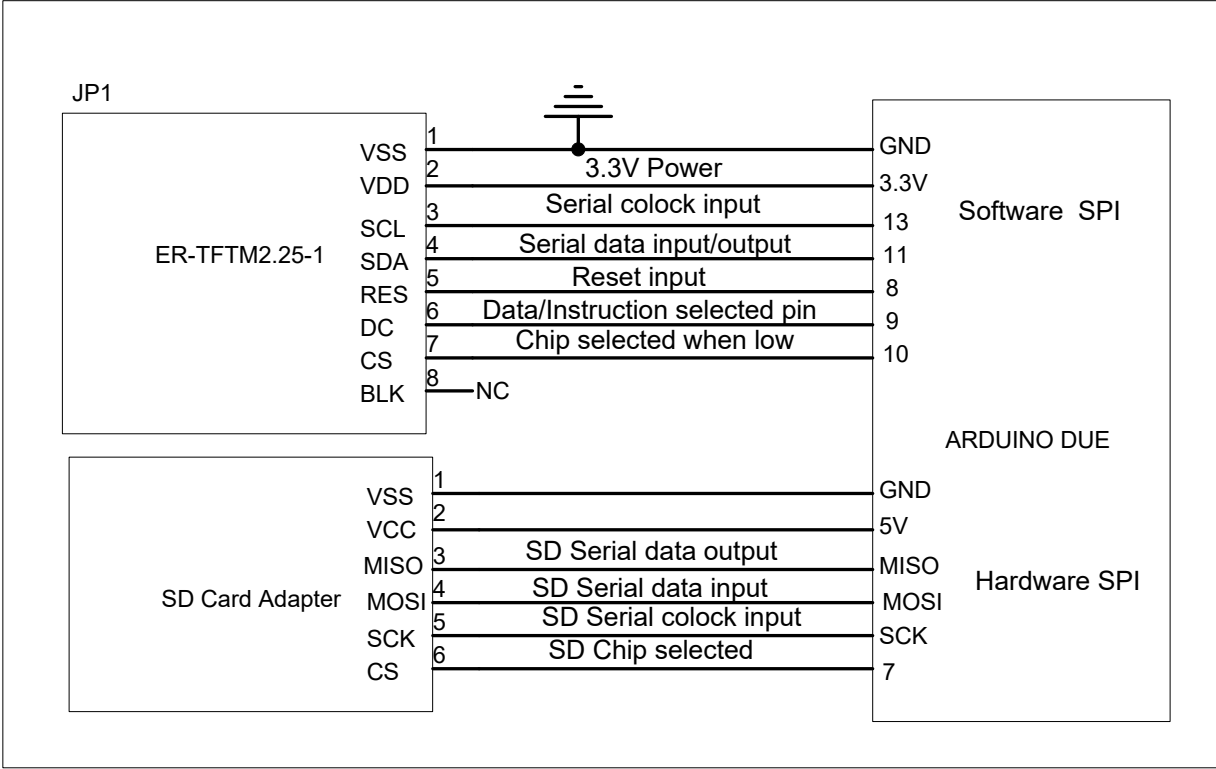 JP1
VSS 1 GND
VDD 2 3.3V Power 3.3V
SCL 3 Serial colock input 13
SDA 4 Serial data input/output 11
RES 5 Reset input 8
DC 6 Data/Instruction selected pin 9
CS 7 Chip selected when low 10
BLK 8 NC
ER-TFTM2.25-1
Software SPI
ARDUINO DUE
VSS 1 GND
VCC 2 5V
MISO 3 SD Serial data output MISO
MOSI 4 SD Serial data input MOSI
SCK 5 SD Serial colock input SCK
CS 6 SD Chip selected 7
SD Card Adapter
Hardware SPI